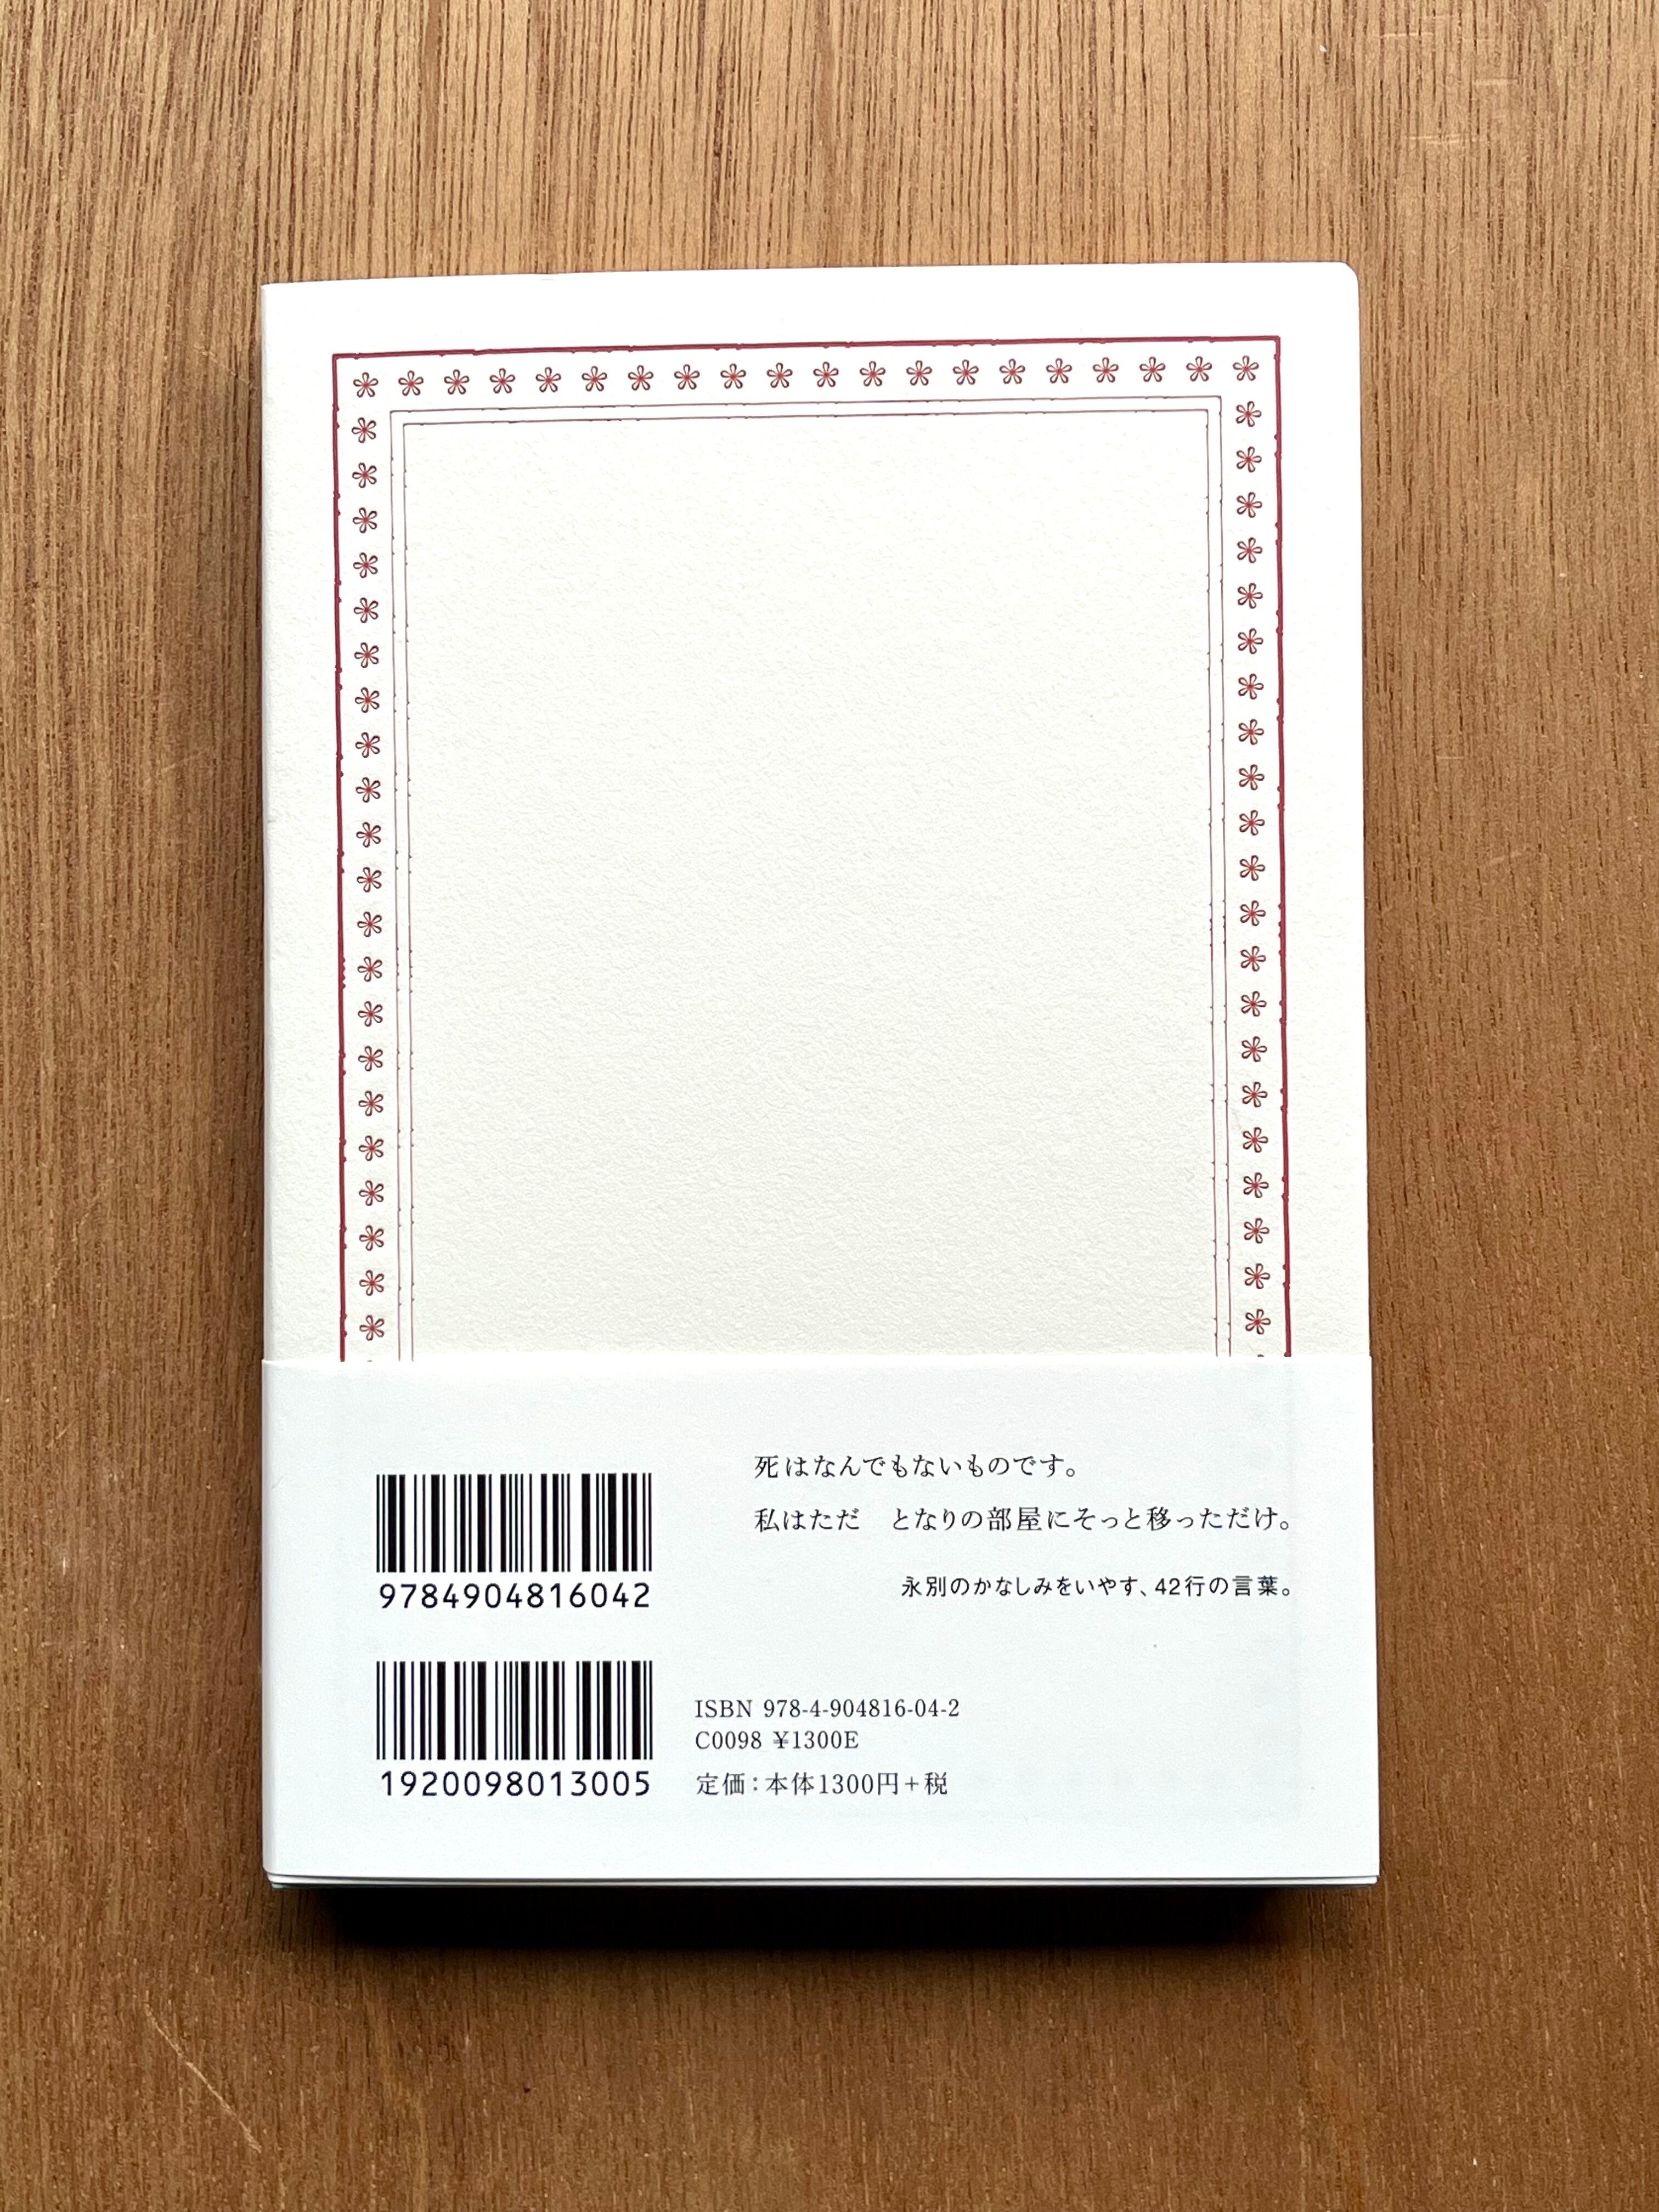 死はなんでもないものです。
私はただ　となりの部屋にそっと移っただけ。
永別のかなしみをいやす、42行の言葉。
9784904816042
1920098013005
ISBN 978-4-904816-04-2
C0098 ¥1300E
定価：本体1300円＋税